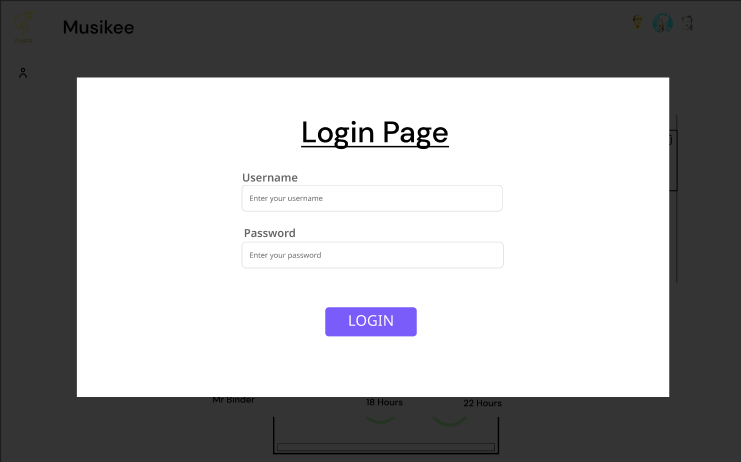 Musikee
Login Page
Username
Enter your username
Password
Enter your password
LOGIN
Mr Binder
18 Hours
22 Hours